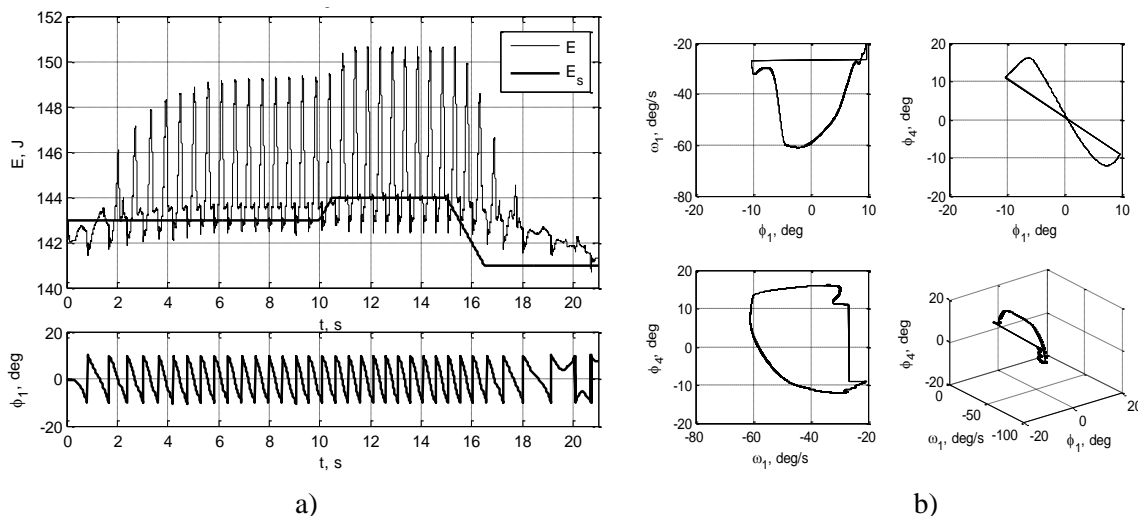 152
150
148
146
144
142
140
E, J
E
E_s
0 2 4 6 8 10 12 14 16 18 20
t, s
20
0
-20
ϕ_1, deg
0 2 4 6 8 10 12 14 16 18 20
t, s
a)
-20
-40
-60
-80
ω_1, deg/s
-20 -10 0 10
ϕ_1, deg
20
10
0
-10
-20
ϕ_4, deg
-10 0 10
ϕ_1, deg
20
10
0
-10
-20
ϕ_4, deg
-80 -60 -40 -20
ω_1, deg/s
20
0
-20
ϕ_4, deg
0
-50
-100
ω_1, deg/s
-20
0
20
ϕ_1, deg
b)